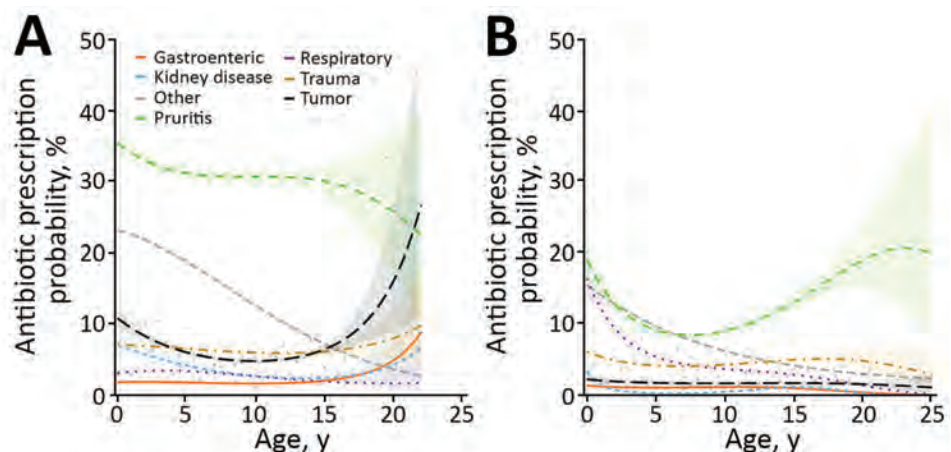 A
50
40
30
20
10
0
Antibiotic prescription
probability, %
Gastroenteric
Kidney disease
Other
Pruritis
Respiratory
Trauma
Tumor
0 5 10 15 20 25
Age, y
B
50
40
30
20
10
0
Antibiotic prescription
probability, %
0 5 10 15 20 25
Age, y